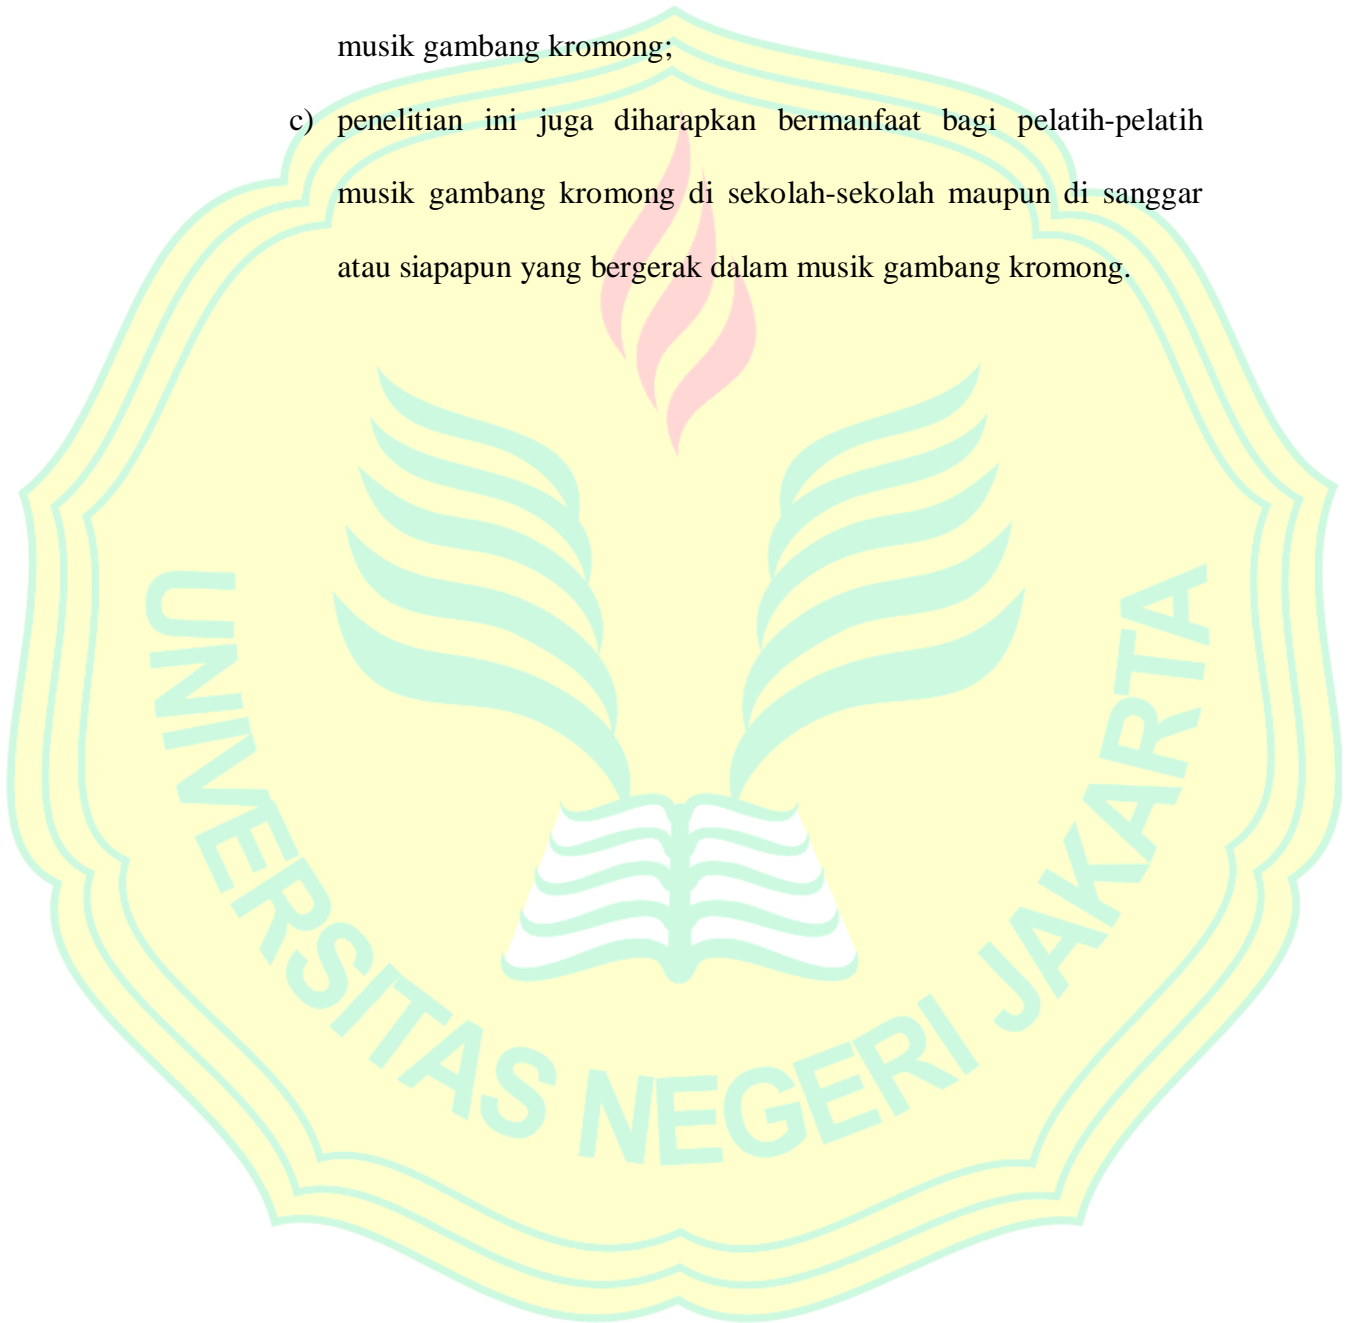 musik gambang kromong;
c) penelitian ini juga diharapkan bermanfaat bagi pelatih-pelatih
musik gambang kromong di sekolah-sekolah maupun di sanggar
atau siapapun yang bergerak dalam musik gambang kromong.
UNIVERSITAS NEGERI JAKARTA